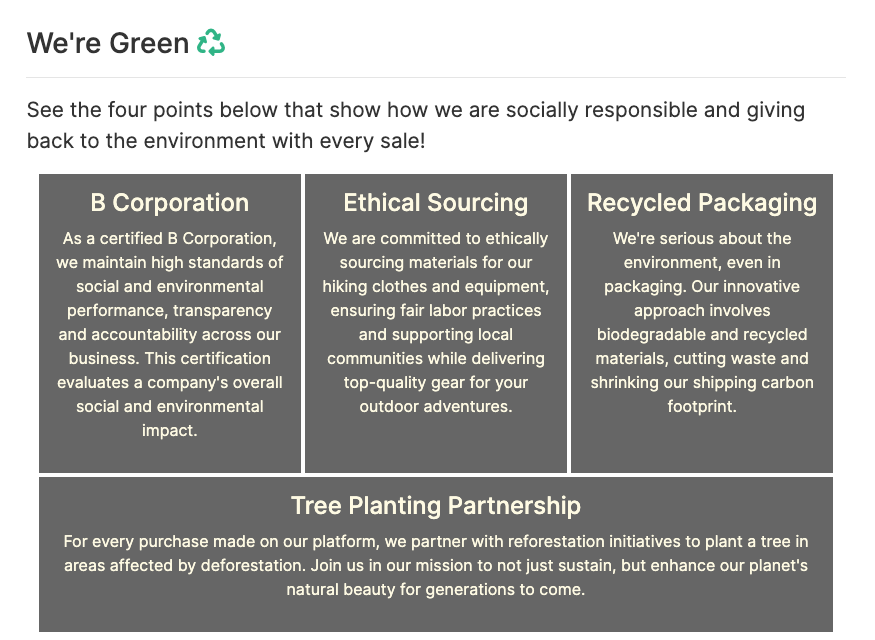 We're Green
See the four points below that show how we are socially responsible and giving
back to the environment with every sale!
B Corporation
As a certified B Corporation,
we maintain high standards of
social and environmental
performance, transparency
and accountability across our
business. This certification
evaluates a company's overall
social and environmental
impact.
Ethical Sourcing
We are committed to ethically
sourcing materials for our
hiking clothes and equipment,
ensuring fair labor practices
and supporting local
communities while delivering
top-quality gear for your
outdoor adventures.
Recycled Packaging
We're serious about the
environment, even in
packaging. Our innovative
approach involves
biodegradable and recycled
materials, cutting waste and
shrinking our shipping carbon
footprint.
Tree Planting Partnership
For every purchase made on our platform, we partner with reforestation initiatives to plant a tree in
areas affected by deforestation. Join us in our mission to not just sustain, but enhance our planet's
natural beauty for generations to come.